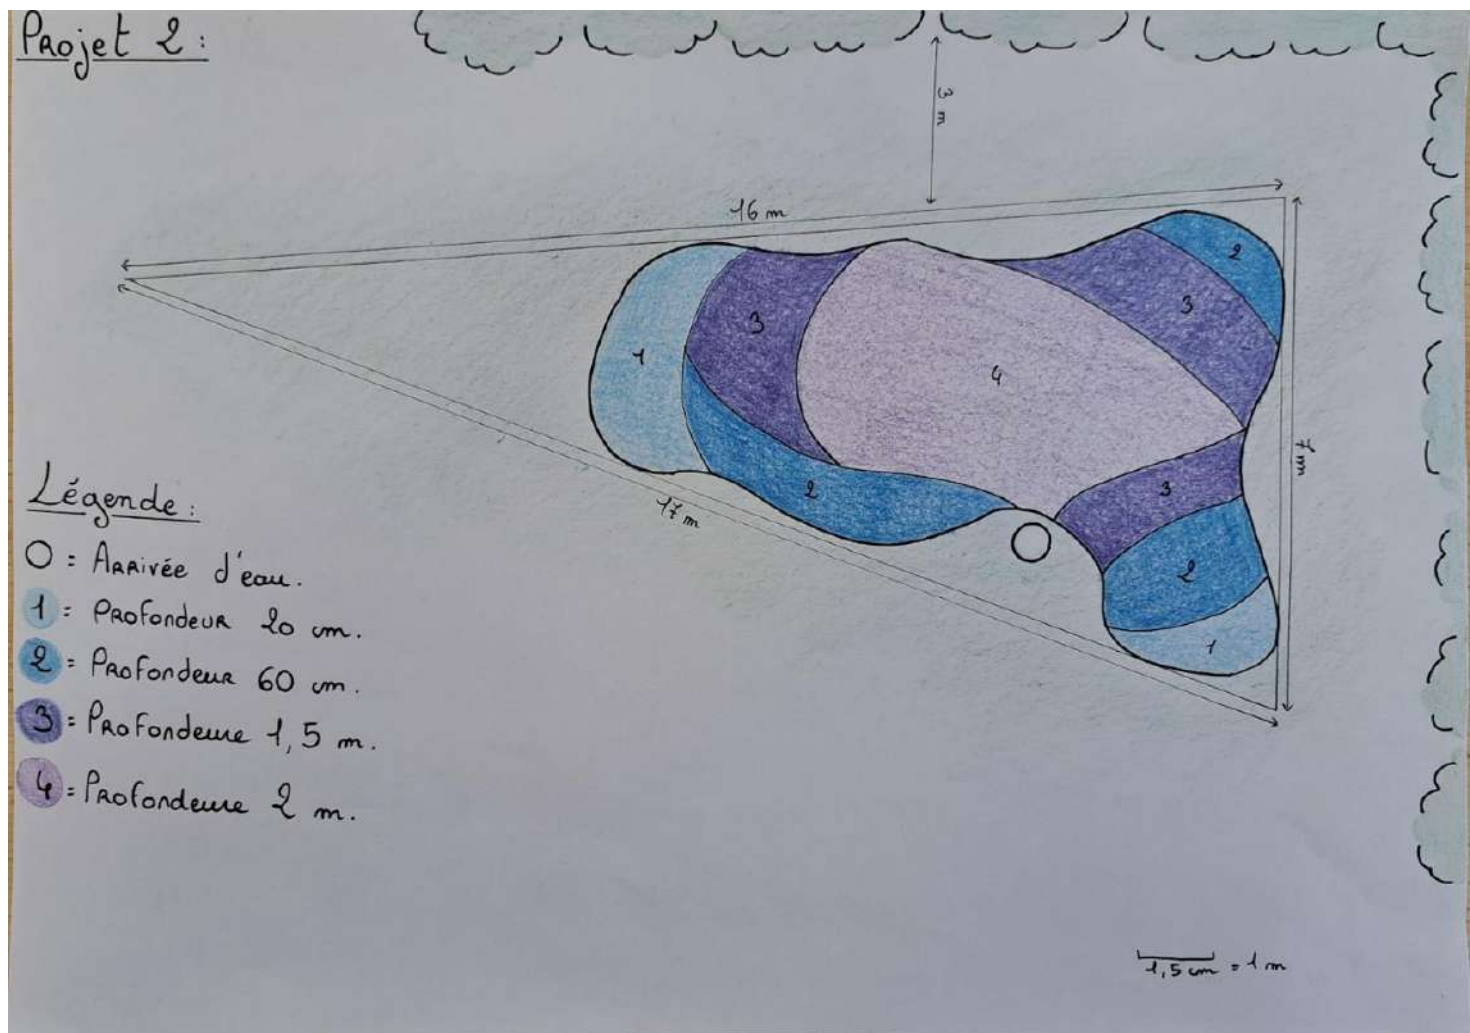 Projet 2 :
3 m
16 m
2
3
3
1
4
7 m
3
2
17 m
2
1
Légende :
O = Arrivée d'eau.
1 = Profondeur 20 cm.
2 = Profondeur 60 cm.
3 = Profondeure 1,5 m.
4 = Profondeure 2 m.
1,5 cm = 1 m